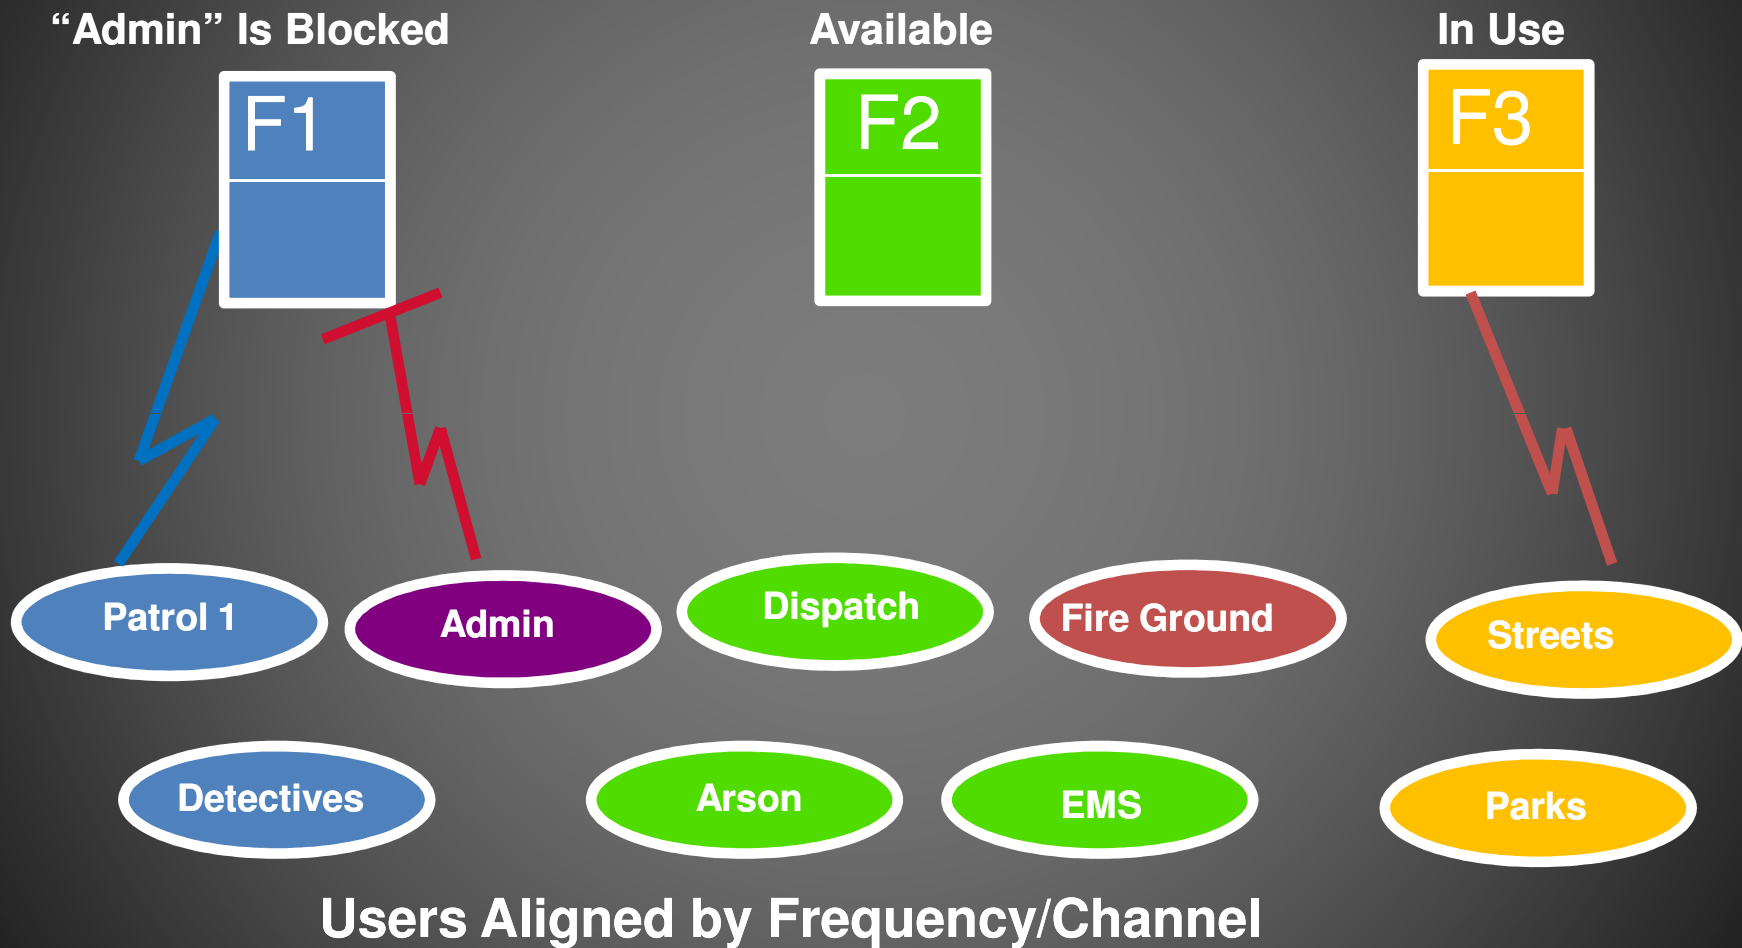 “Admin” Is Blocked
Available
In Use
F1
F2
F3
Patrol 1
Admin
Dispatch
Fire Ground
Streets
Detectives
Arson
EMS
Parks
Users Aligned by Frequency/Channel